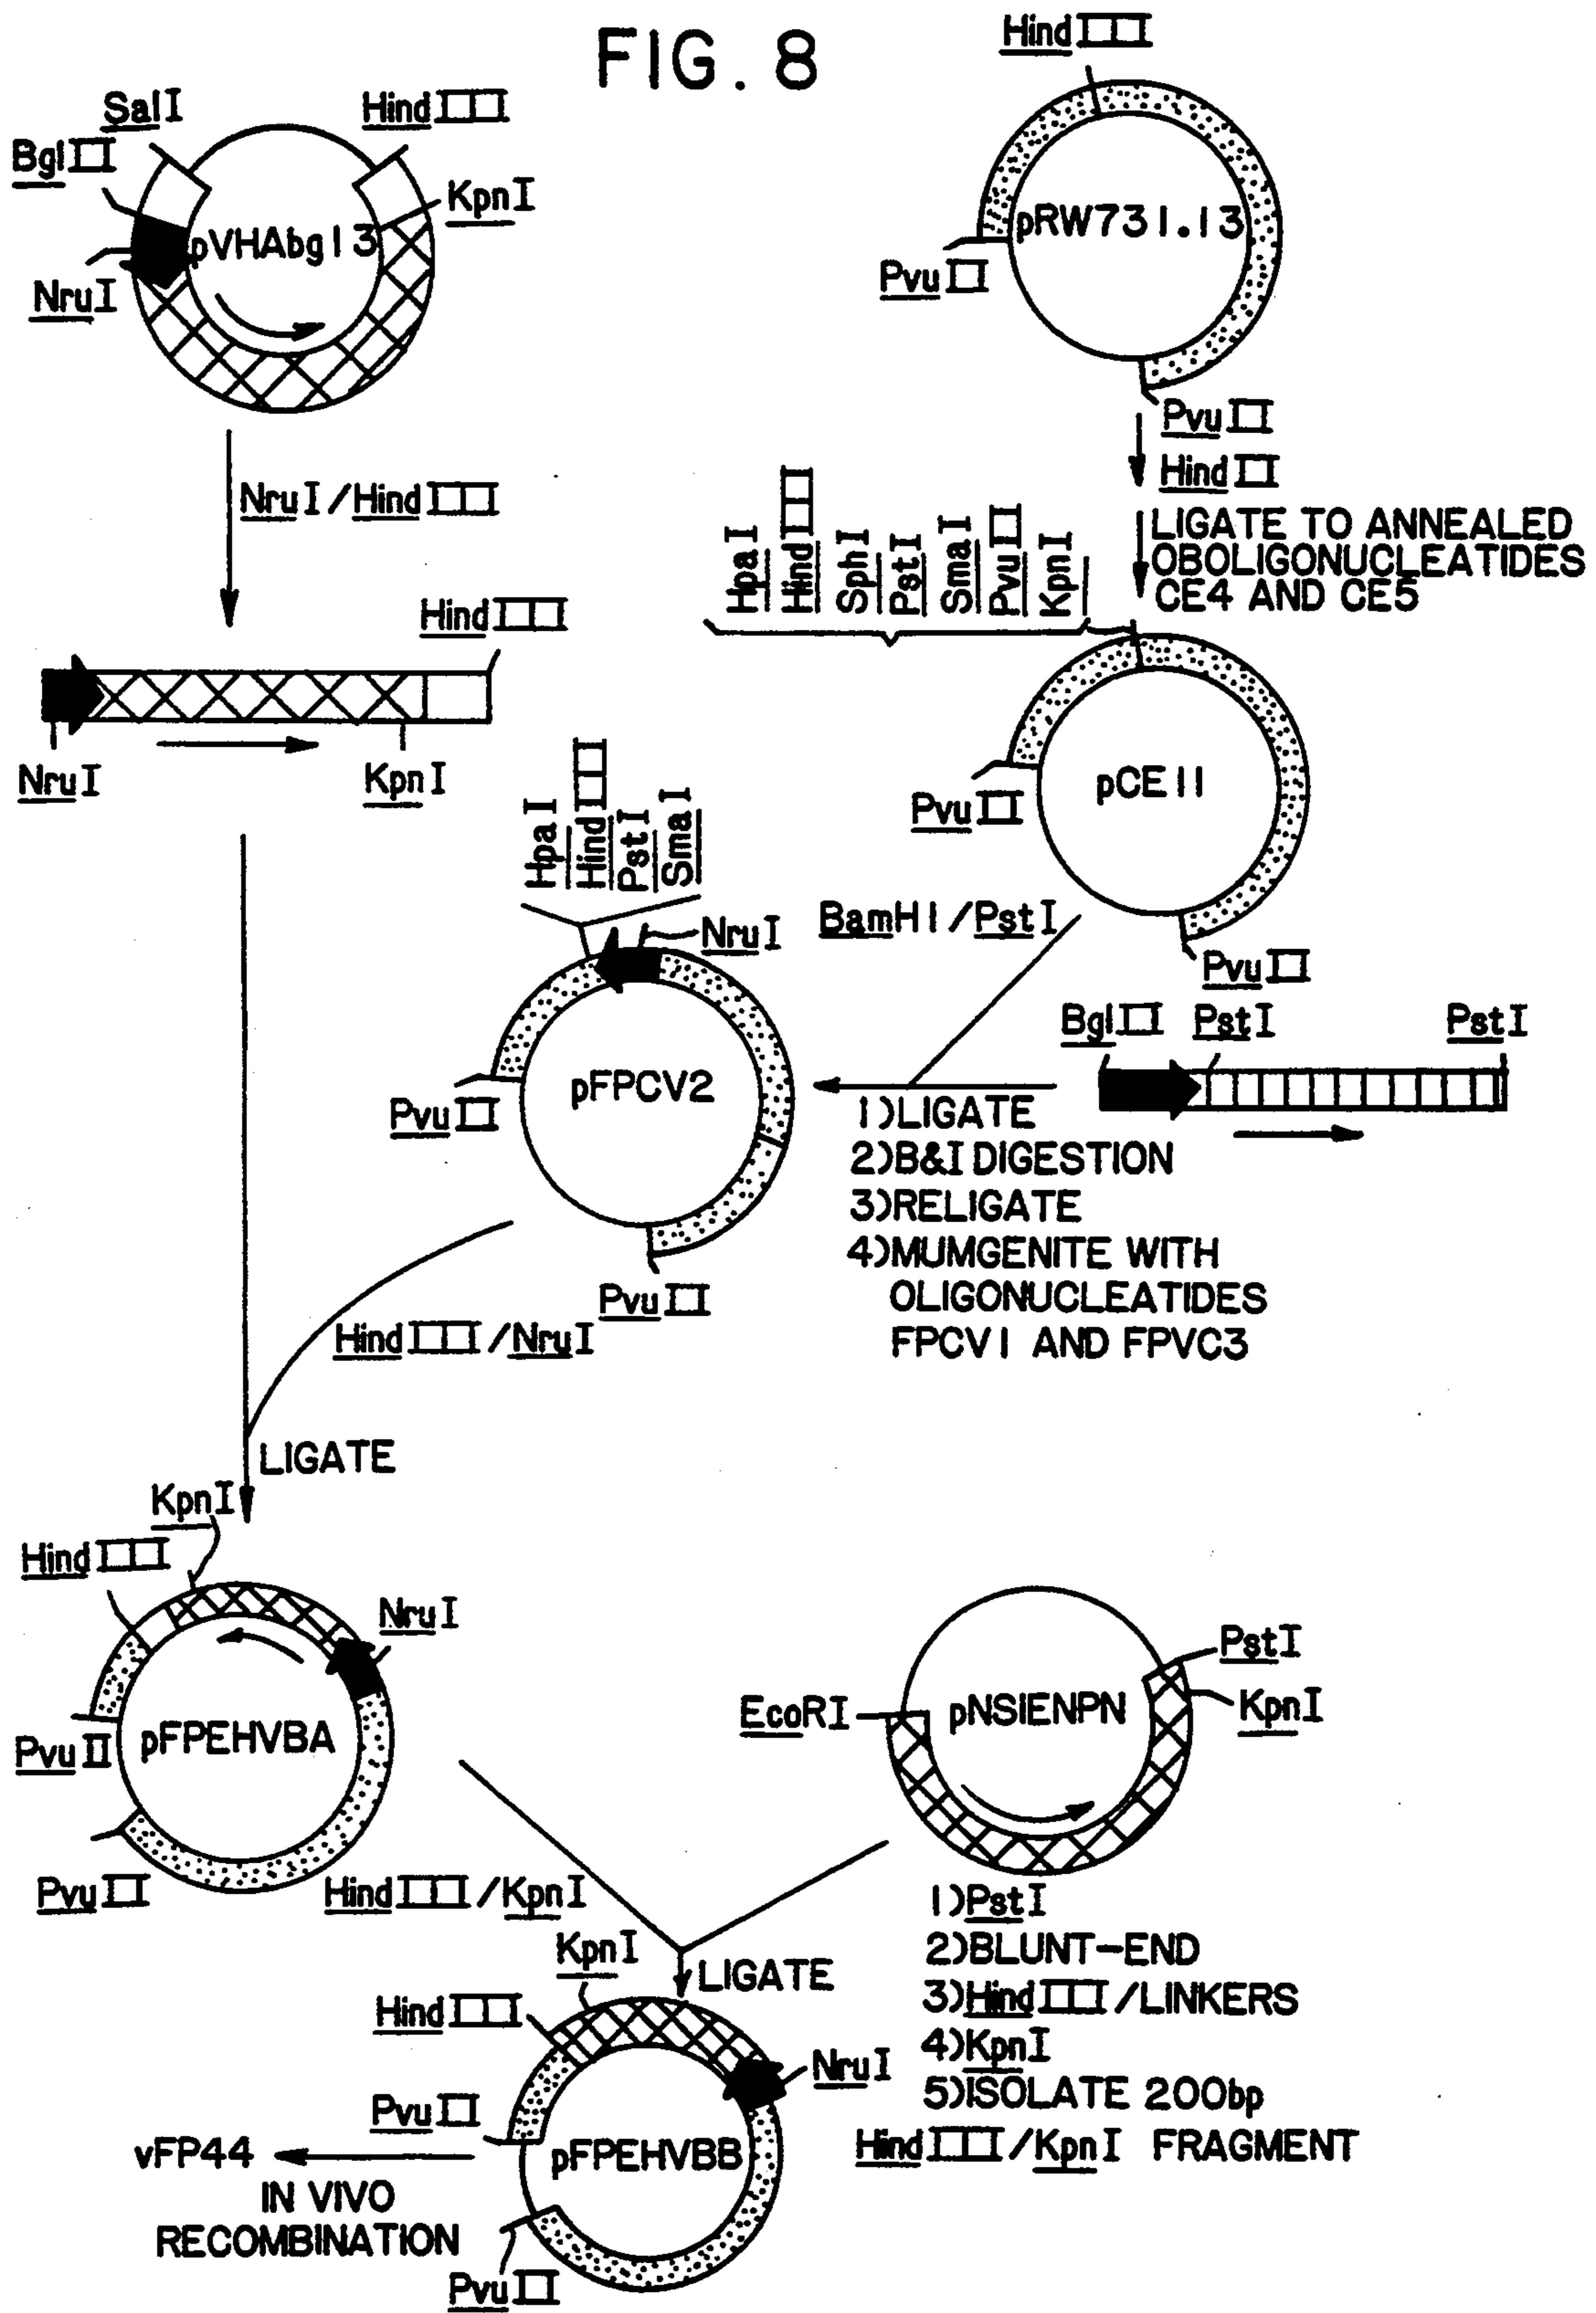 FIG. 8
SalI
HindIII
BglII
KpnI
pVHAbg13
NruI
HindIII
pRW731.13
PvuII
PvuII
HindII
LIGATE TO ANNEALED
OBOLIGONUCLEATIDES
CE4 AND CE5
NruI/HindIII
HindIII
NruI
KpnI
HpaI
HindIII
SphI
PstI
SmaI
PvuII
KpnI
pCE11
PvuII
PvuII
BamHI/PstI
BglII
PstI
PstI
1)LIGATE
2)B&I DIGESTION
3)RELIGATE
4)MUMGENITE WITH
OLIGONUCLEATIDES
FPCV1 AND FPVC3
HpaI
HindIII
PstI
SmaI
NruI
pFPCV2
PvuII
PvuII
HindIII/NruI
LIGATE
KpnI
HindIII
NruI
pFPEHVBA
PvuII
PvuII
HindIII/KpnI
PstI
EcoRI
pNSIENPN
KpnI
1)PstI
2)BLUNT-END
3)HindIII/LINKERS
4)KpnI
5)ISOLATE 200bp
HindIII/KpnI FRAGMENT
LIGATE
KpnI
HindIII
NruI
PvuII
pFPEHVBB
PvuII
vFP44
IN VIVO
RECOMBINATION